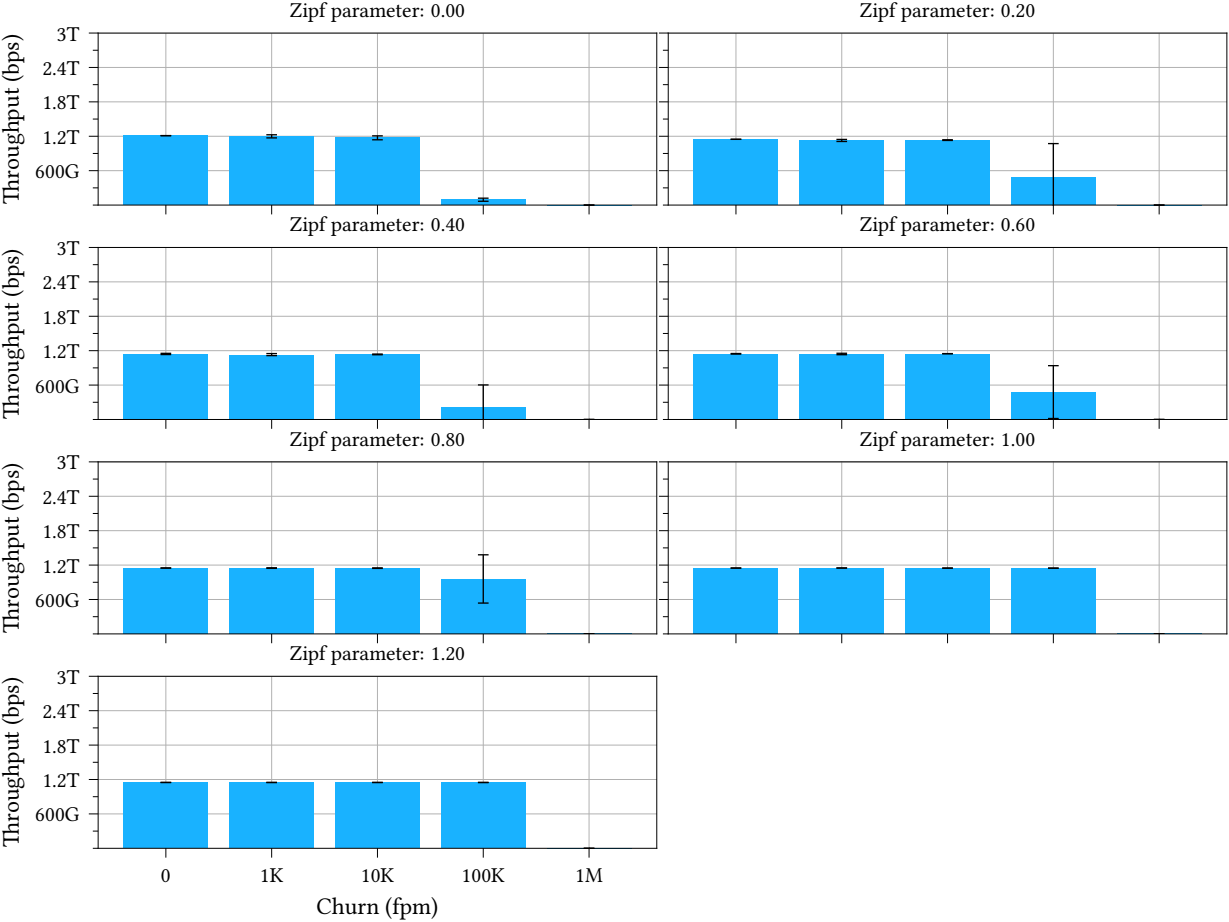 Zipf parameter: 0.00
Zipf parameter: 0.20
Throughput (bps)
3T
2.4T
1.8T
1.2T
600G
Zipf parameter: 0.40
Zipf parameter: 0.60
Throughput (bps)
3T
2.4T
1.8T
1.2T
600G
Zipf parameter: 0.80
Zipf parameter: 1.00
Throughput (bps)
3T
2.4T
1.8T
1.2T
600G
Zipf parameter: 1.20
Throughput (bps)
3T
2.4T
1.8T
1.2T
600G
0 1K 10K 100K 1M
Churn (fpm)